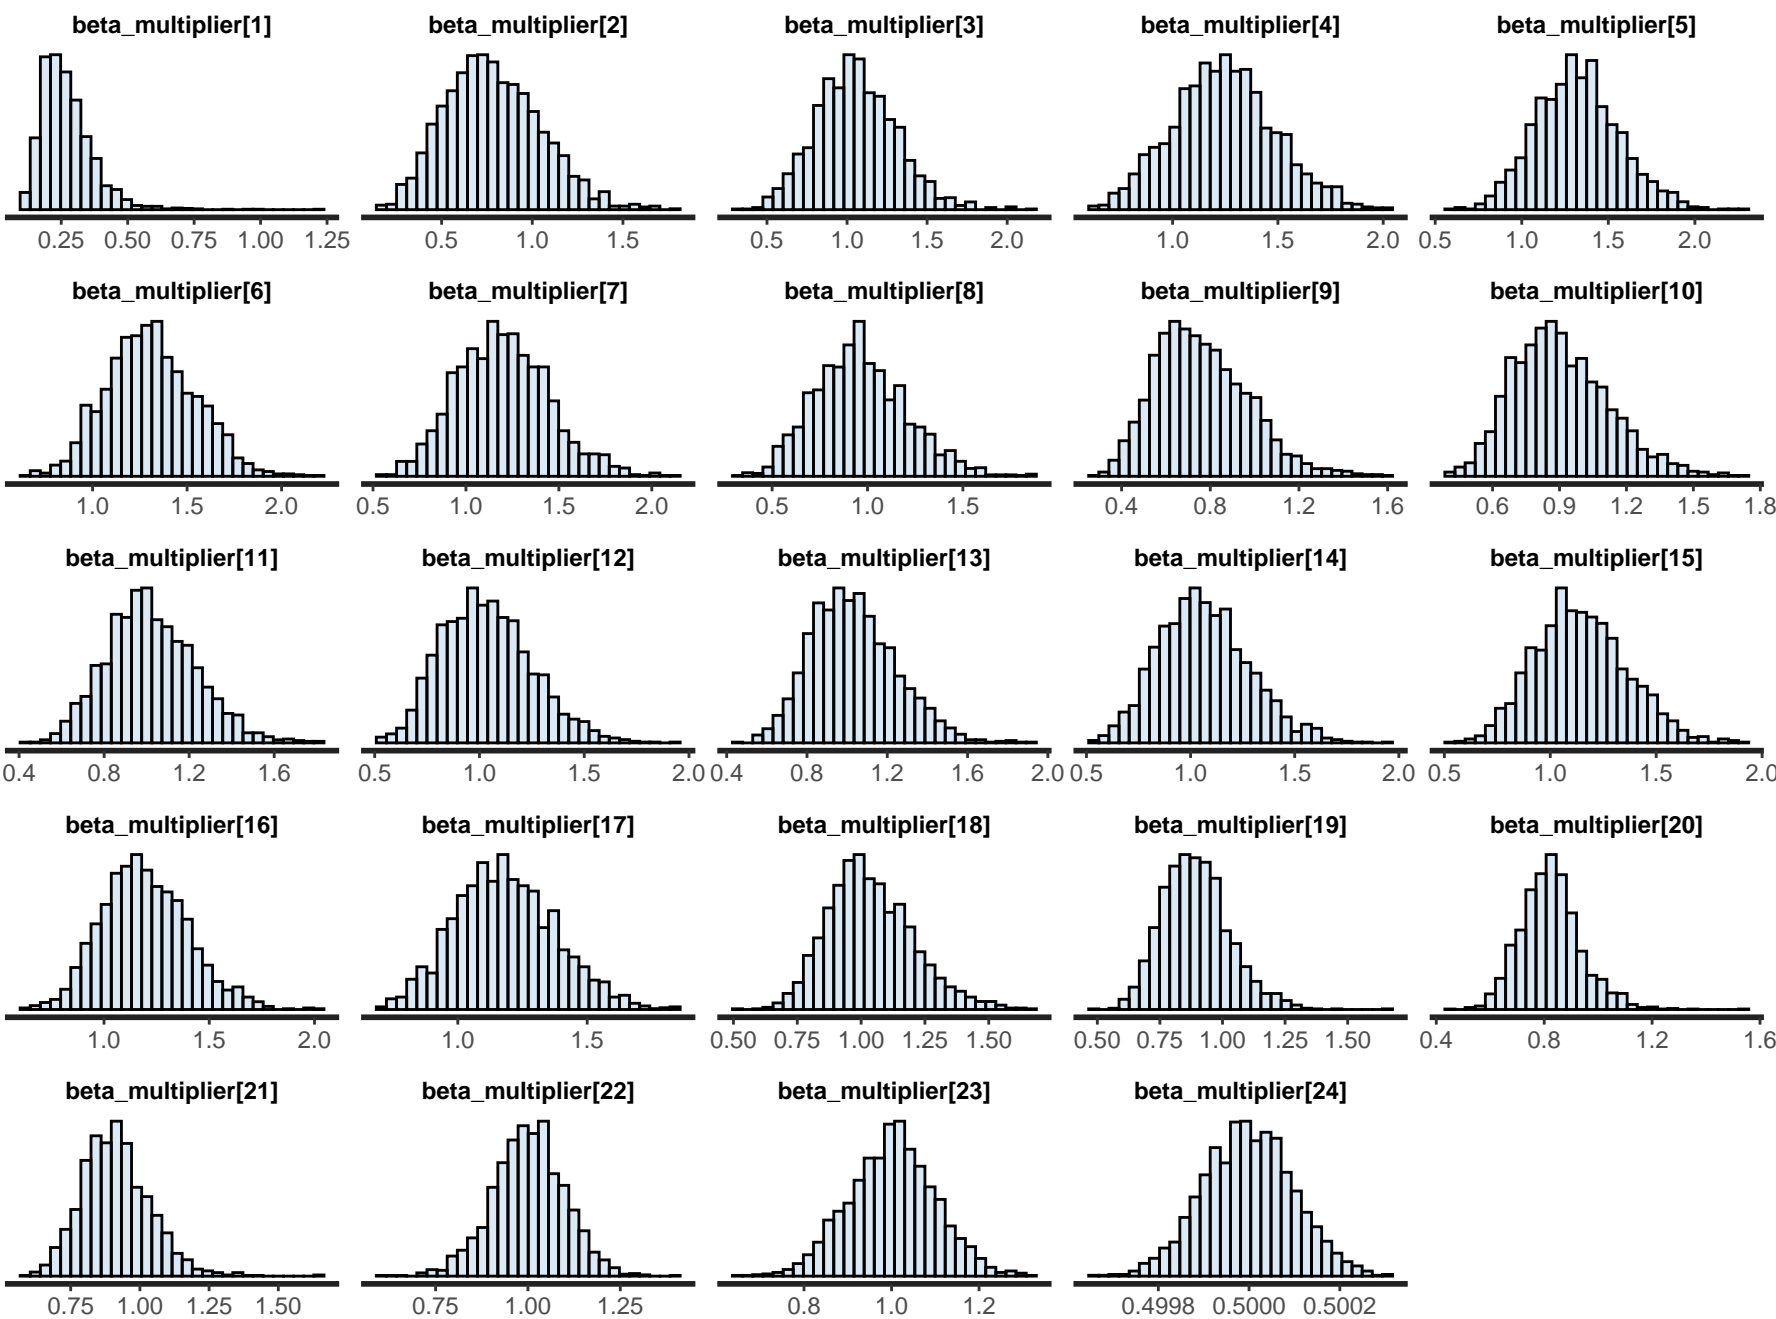 beta_multiplier[1] beta_multiplier[2] beta_multiplier[3] beta_multiplier[4] beta_multiplier[5]
0.25 0.50 0.75 1.00 1.25 0.5 1.0 1.5 0.5 1.0 1.5 2.0 1.0 1.5 2.0 0.5 1.0 1.5 2.0
beta_multiplier[6] beta_multiplier[7] beta_multiplier[8] beta_multiplier[9] beta_multiplier[10]
1.0 1.5 2.0 0.5 1.0 1.5 2.0 0.5 1.0 1.5 0.4 0.8 1.2 1.6 0.6 0.9 1.2 1.5 1.8
beta_multiplier[11] beta_multiplier[12] beta_multiplier[13] beta_multiplier[14] beta_multiplier[15]
0.4 0.8 1.2 1.6 0.5 1.0 1.5 2.0 0.4 0.8 1.2 1.6 2.0 0.5 1.0 1.5 2.0 0.5 1.0 1.5 2.0
beta_multiplier[16] beta_multiplier[17] beta_multiplier[18] beta_multiplier[19] beta_multiplier[20]
1.0 1.5 2.0 1.0 1.5 0.50 0.75 1.00 1.25 1.50 0.50 0.75 1.00 1.25 1.50 0.4 0.8 1.2 1.6
beta_multiplier[21] beta_multiplier[22] beta_multiplier[23] beta_multiplier[24]
0.75 1.00 1.25 1.50 0.75 1.00 1.25 0.8 1.0 1.2 0.4998 0.5000 0.5002